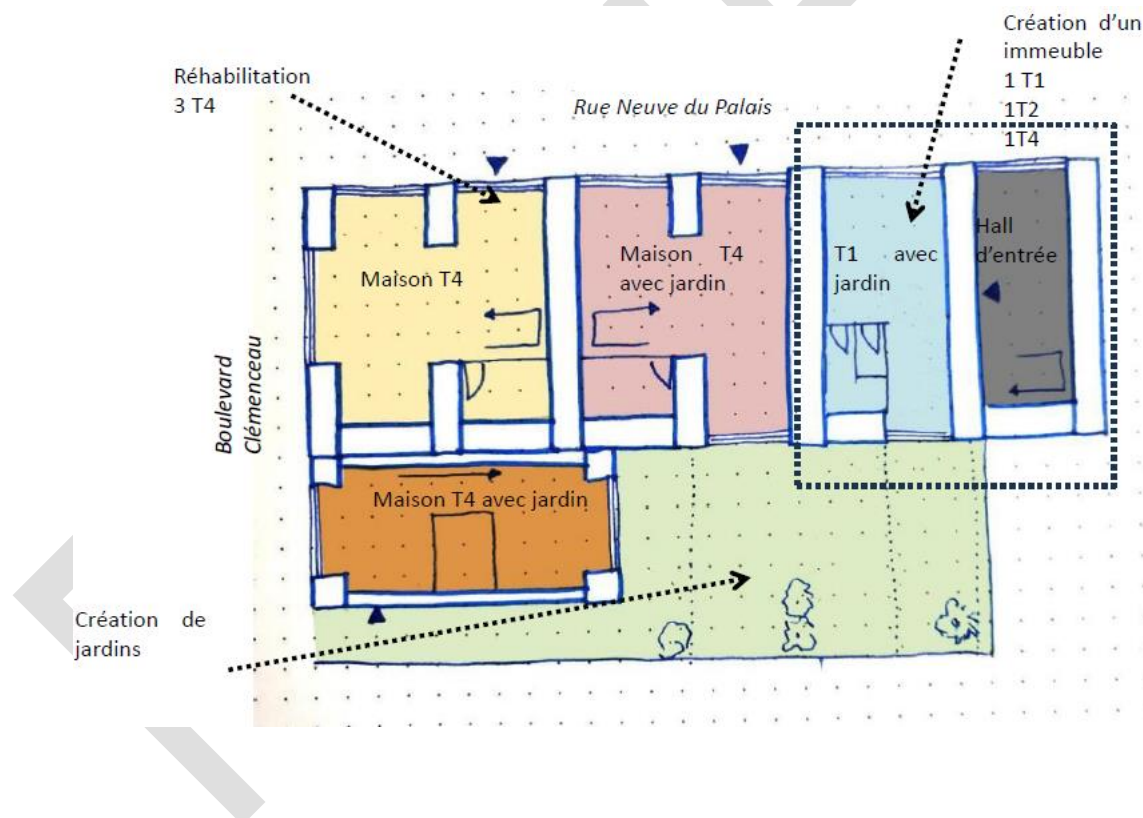 Création d'un
immeuble
1 T1
1T2
1T4
Réhabilitation
3 T4
Rue Neuve du Palais
Maison T4
Maison T4
avec jardin
T1 avec
jardin
Hall
d'entrée
Boulevard
Clémenceau
Maison T4 avec jardin
Création de
jardins